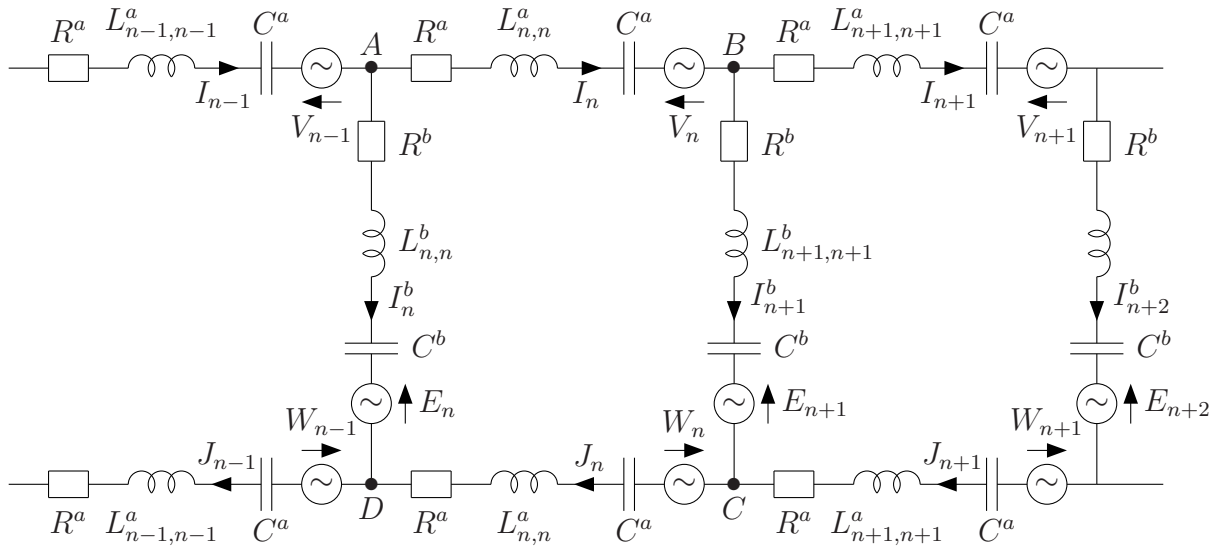 R^a L^a_{n-1,n-1} C^a A R^a L^a_{n,n} C^a B R^a L^a_{n+1,n+1} C^a
I_{n-1} I_n I_{n+1}
V_{n-1} V_n V_{n+1}
R^b R^b R^b
L^b_{n,n} L^b_{n+1,n+1}
I^b_n I^b_{n+1} I^b_{n+2}
C^b C^b C^b
E_n E_{n+1} E_{n+2}
W_{n-1} W_n W_{n+1}
J_{n-1} J_n J_{n+1}
D C
R^a L^a_{n-1,n-1} C^a R^a L^a_{n,n} C^a R^a L^a_{n+1,n+1} C^a